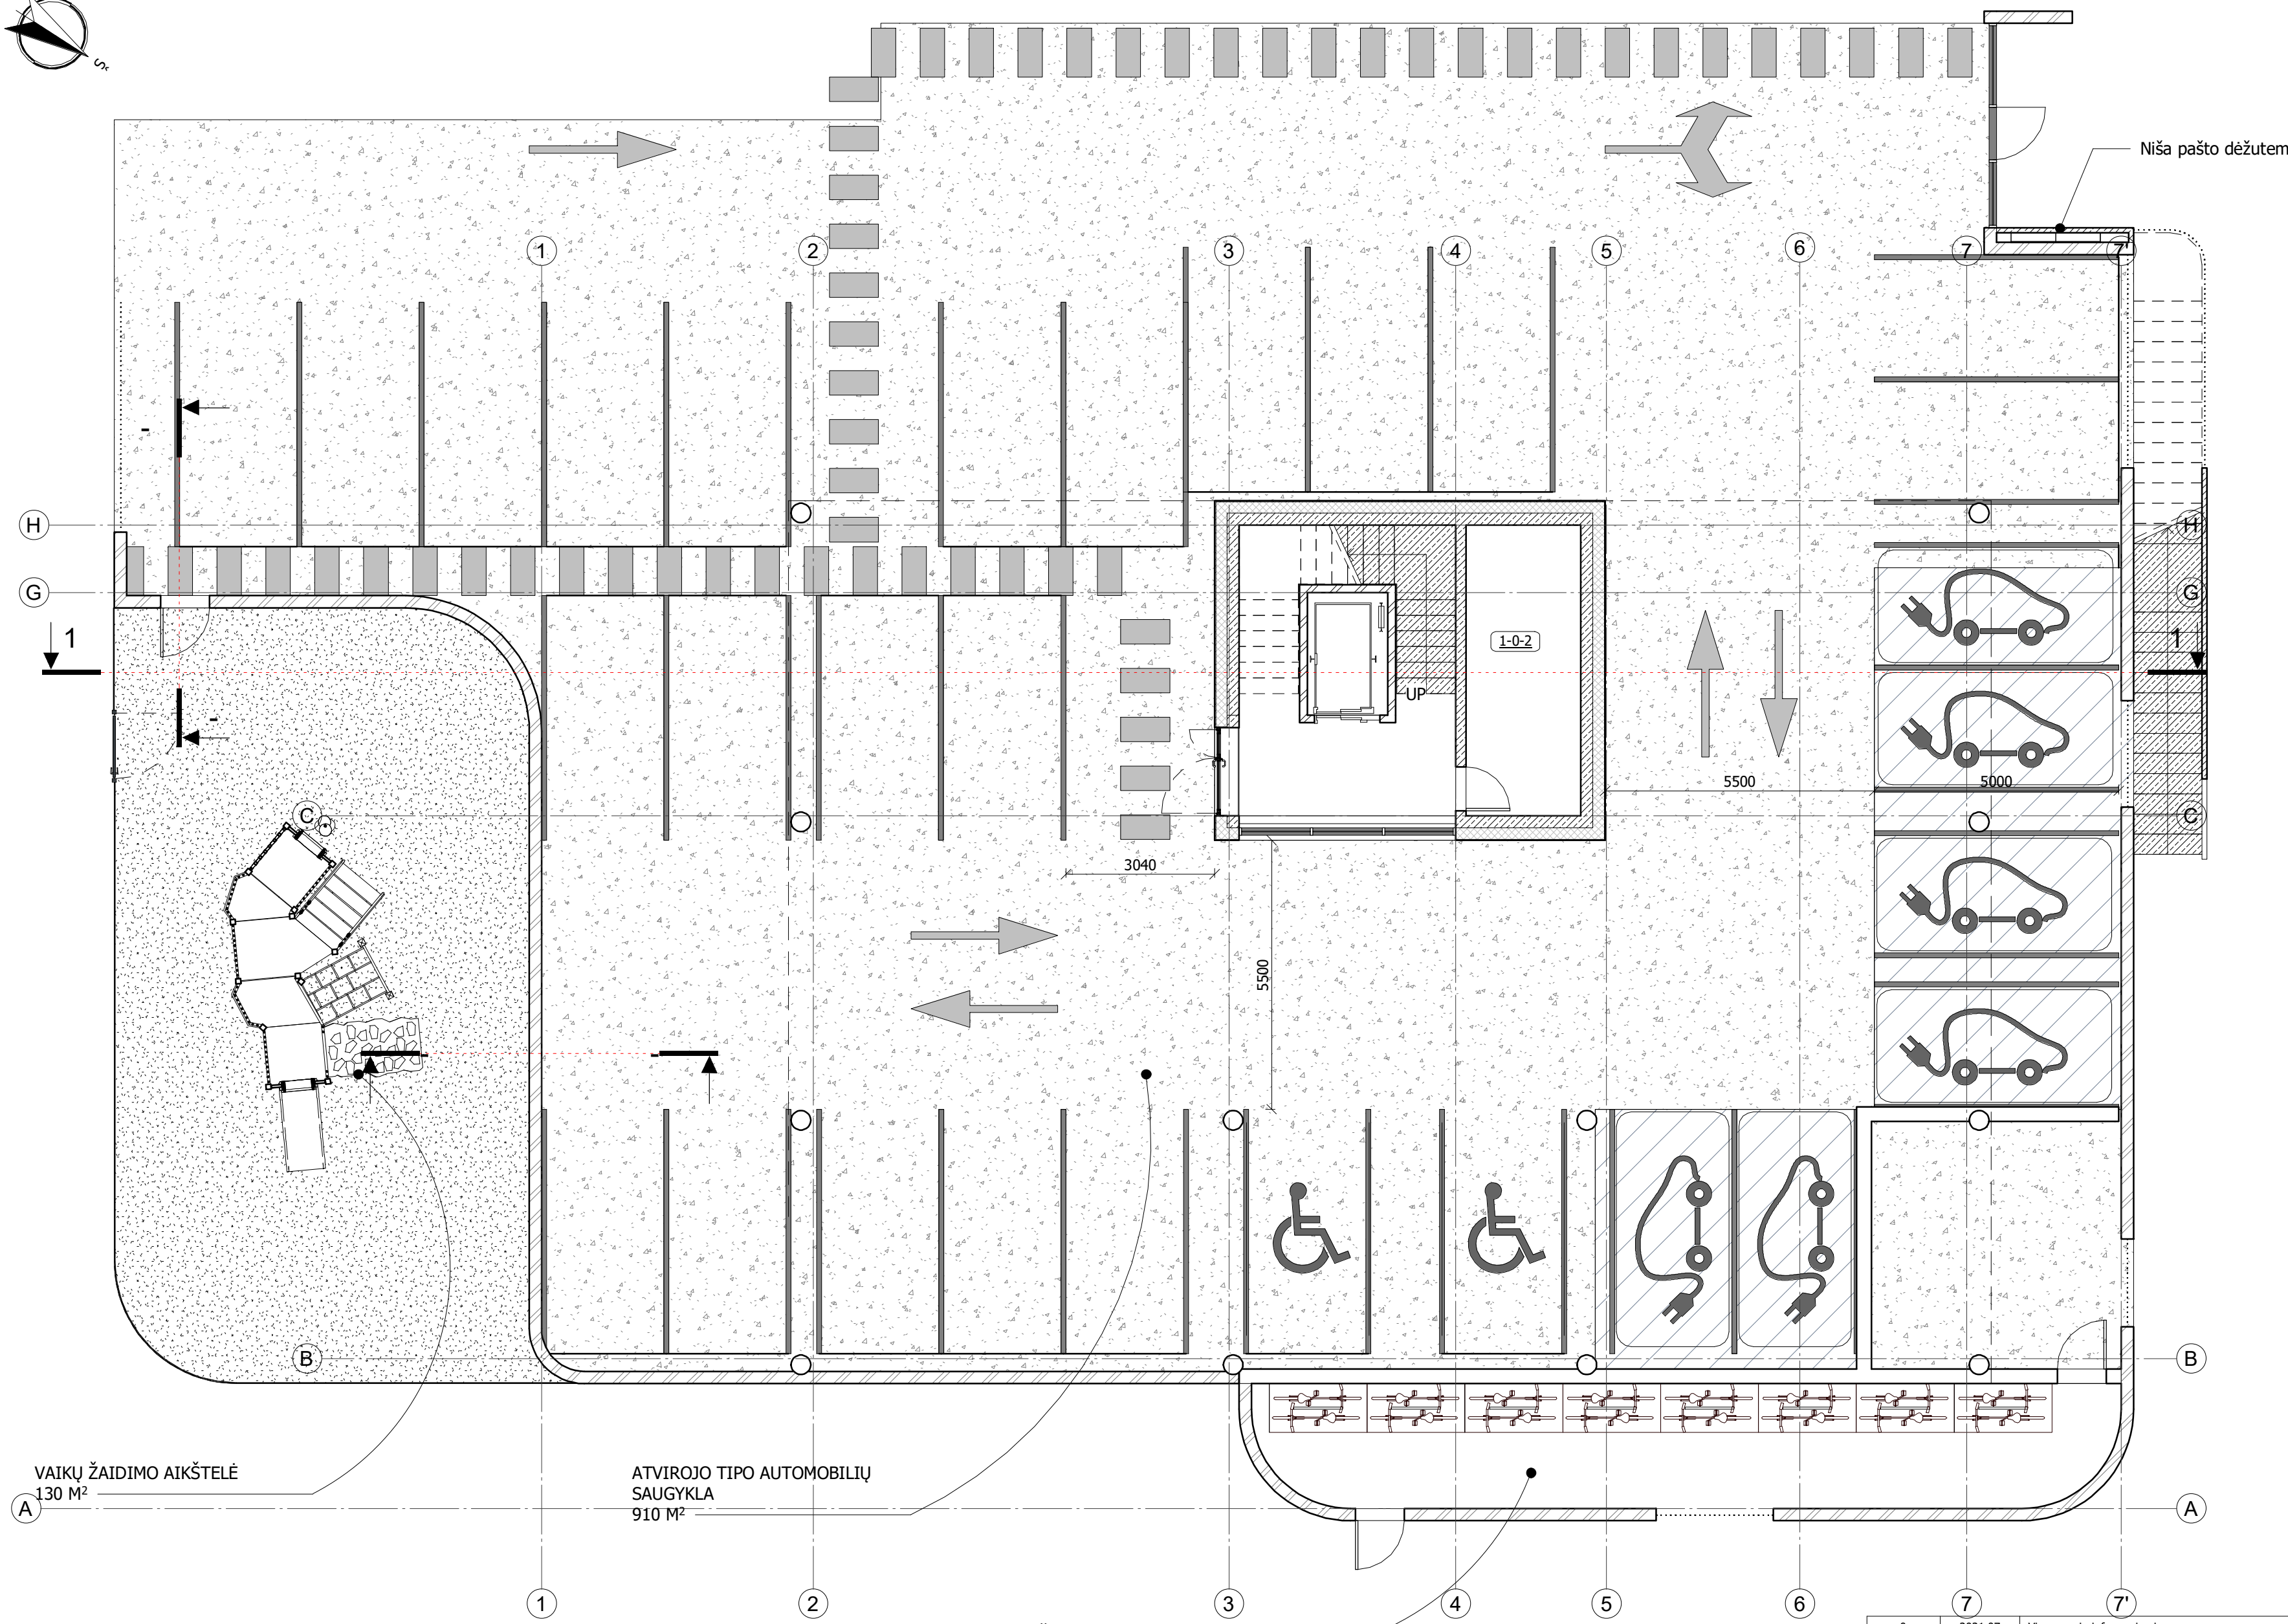 S
Niša pašto dėžutem
1 2 3 4 5 6 7 7'
H H
G G
1 1
1-0-2
UP
5500 5000
C C
3040
5500
B B
VAIKŲ ŽAIDIMO AIKŠTELĖ
130 M²
ATVIROJO TIPO AUTOMOBILIŲ
SAUGYKLA
910 M²
A A
1 2 3 4 5 6 7 7'